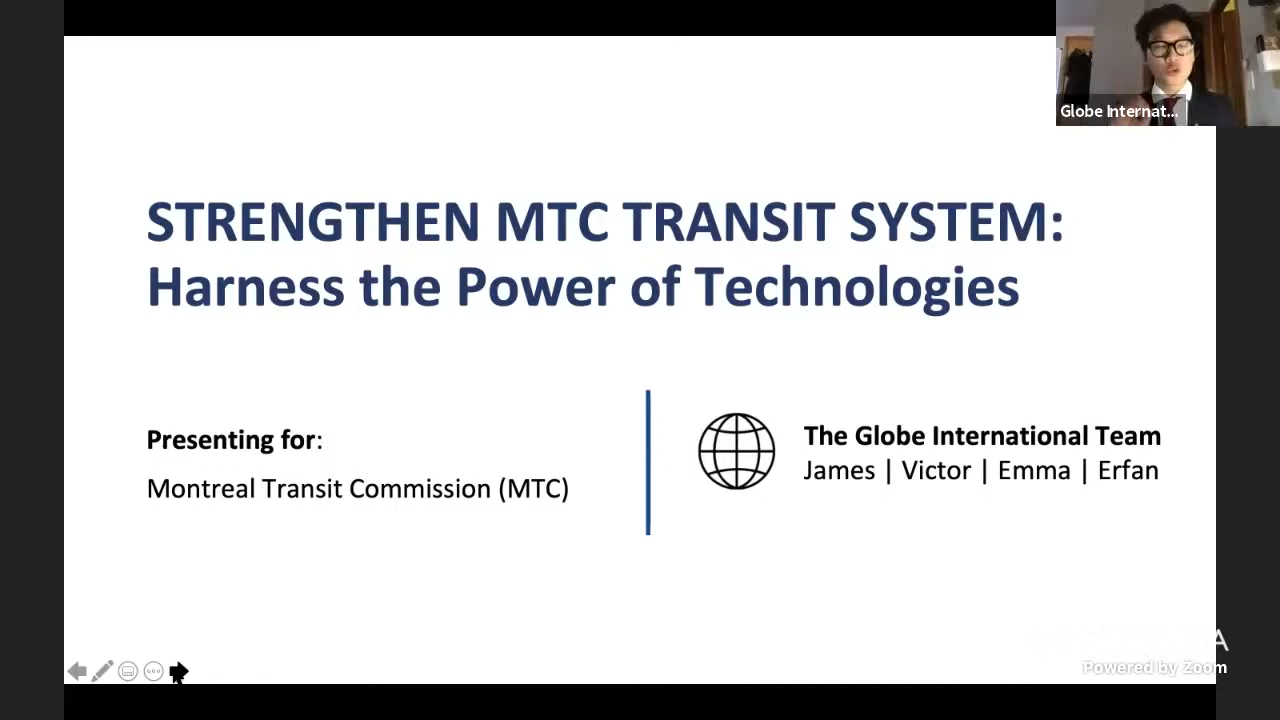 Globe Internat...
STRENGTHEN MTC TRANSIT SYSTEM:
Harness the Power of Technologies
Presenting for:
Montreal Transit Commission (MTC)
The Globe International Team
James | Victor | Emma | Erfan
Powered by Zoom